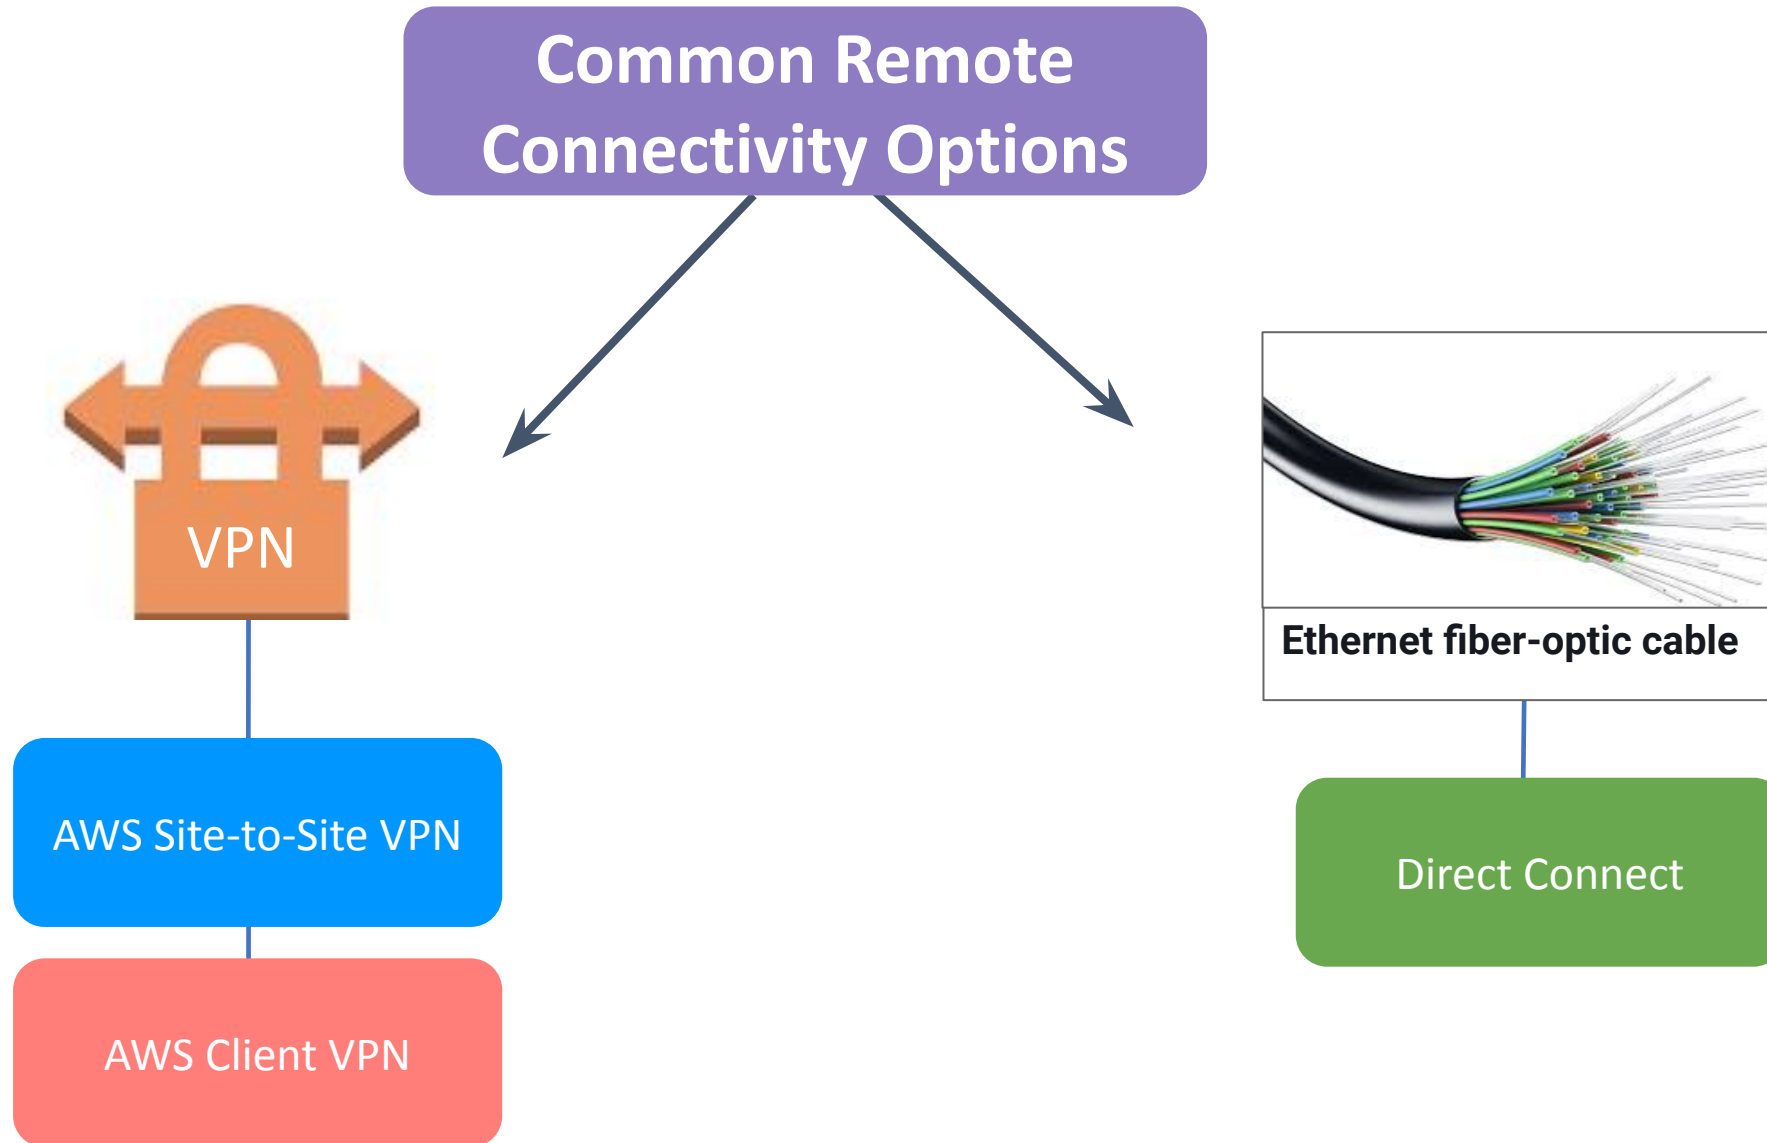 Common Remote
Connectivity Options
VPN
Ethernet fiber-optic cable
AWS Site-to-Site VPN
Direct Connect
AWS Client VPN